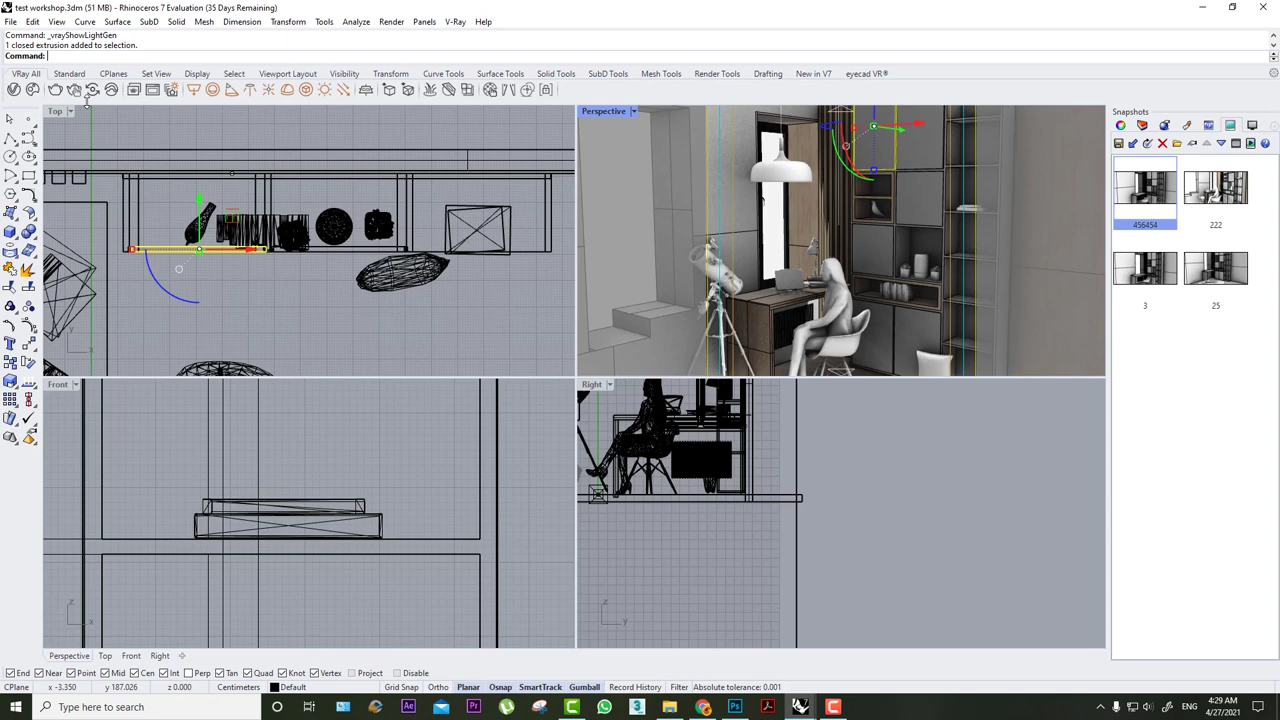 test workshop.3dm (51 MB) - Rhinoceros 7 Evaluation (35 Days Remaining)
File Edit View Curve Surface SubD Solid Mesh Dimension Transform Tools Analyze Render Panels V-Ray Help
Command: _vrayShowLightGen
1 closed extrusion added to selection.
Command:
VRay All Standard CPlanes Set View Display Select Viewport Layout Visibility Transform Curve Tools Surface Tools Solid Tools SubD Tools Mesh Tools Render Tools Drafting New in V7 eyecad VR®
Top
Perspective
Snapshots
456454 222
3 25
Front
Right
y
x
z
x
z
y
Perspective Top Front Right
End Near Point Mid Cen Int Perp Tan Quad Knot Vertex Project Disable
CPlane x -3.350 y 187.026 z 0.000 Centimeters Default Grid Snap Ortho Planar Osnap SmartTrack Gumball Record History Filter Absolute tolerance: 0.001
Type here to search
4:29 AM
4/27/2021